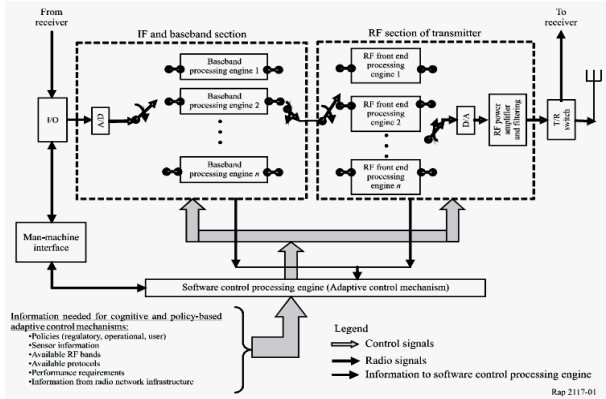 From
receiver
To
receiver
IF and baseband section
RF section of transmitter
Baseband
processing engine 1
Baseband
processing engine 2
Baseband
processing engine n
RF front end
processing
engine 1
RF front end
processing
engine 2
RF front end
processing
engine n
I/O
A/D
D/A
RF power
amplifier
and filtering
T/R
switch
Man-machine
interface
Software control processing engine (Adaptive control mechanism)
Information needed for cognitive and policy-based
adaptive control mechanisms:
•Policies (regulatory, operational, user)
•Sensor information
•Available RF bands
•Available protocols
•Performance requirements
•Information from radio network infrastructure
Legend
Control signals
Radio signals
Information to software control processing engine
Rap 2117-01